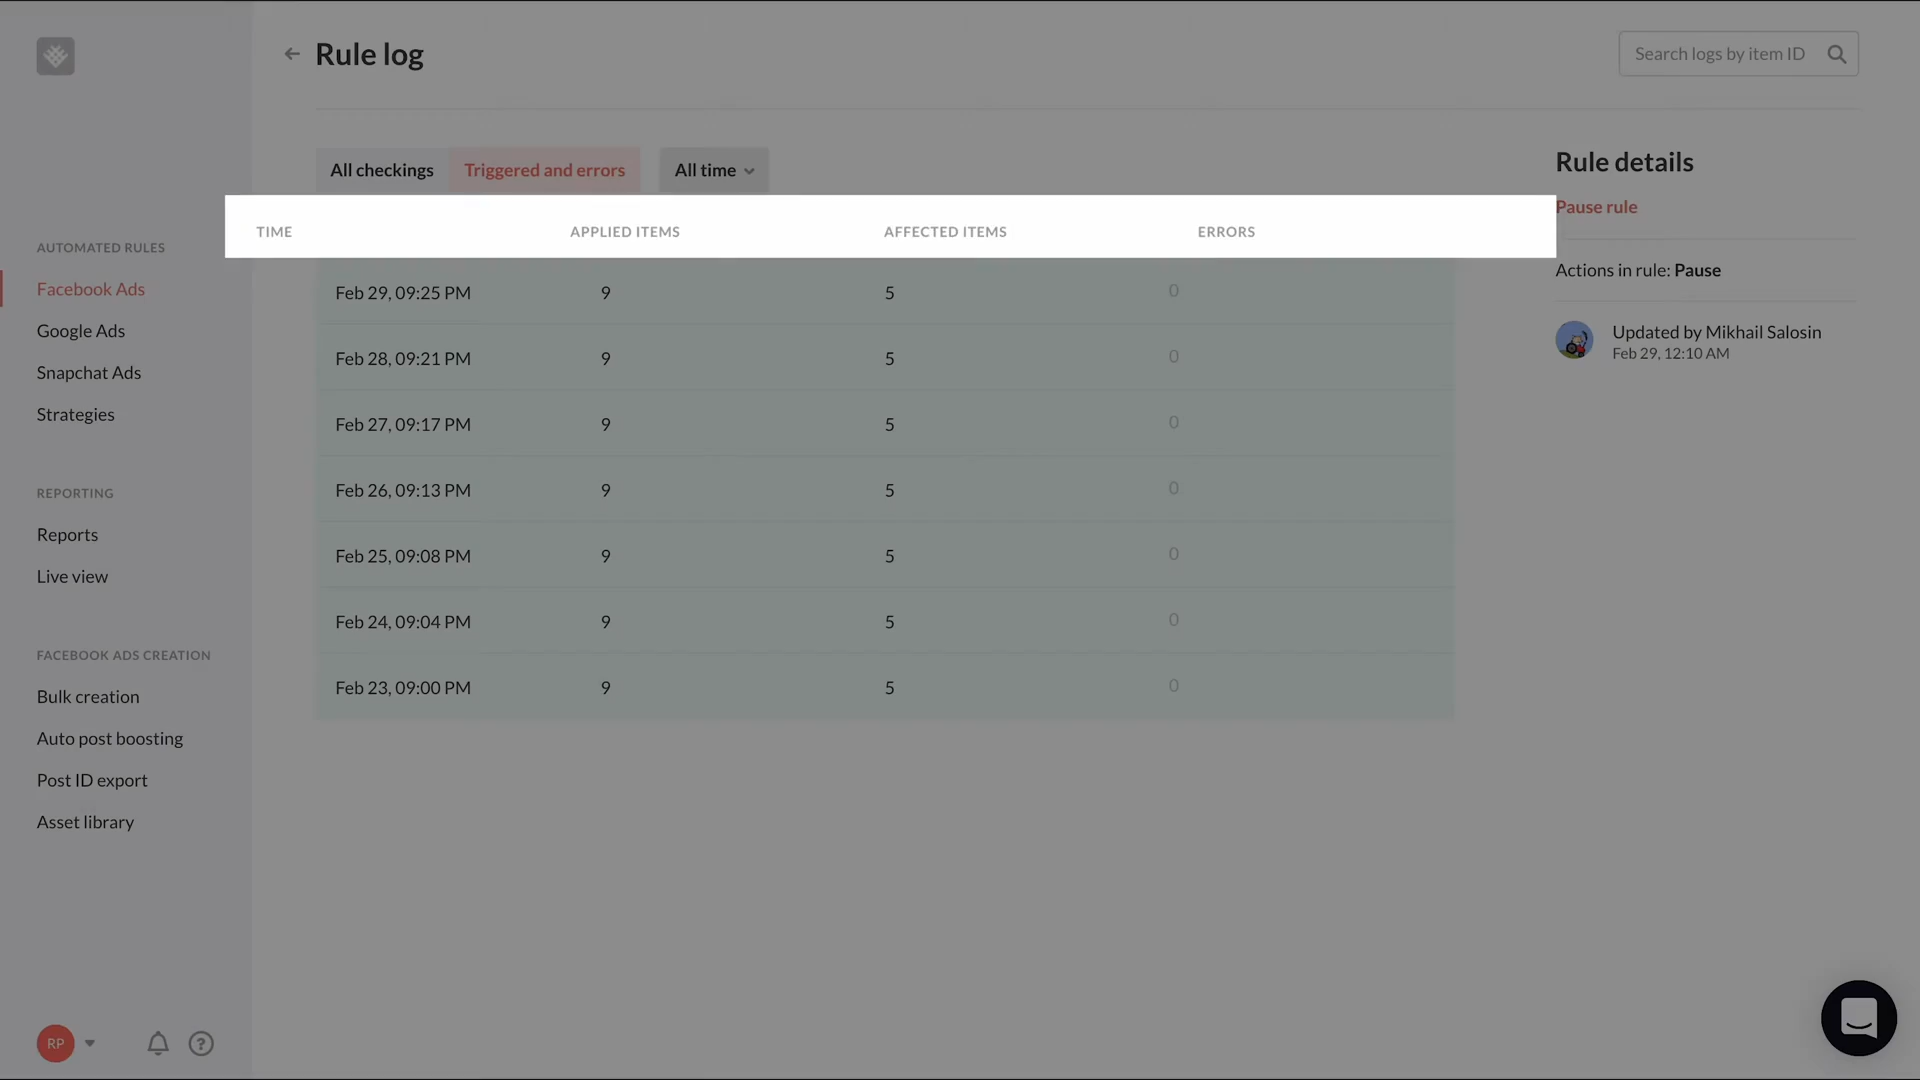 Rule log
Search logs by item ID
All checkings
Triggered and errors
All time
TIME
APPLIED ITEMS
AFFECTED ITEMS
ERRORS
Feb 29, 09:25 PM 9 5 0
Feb 28, 09:21 PM 9 5 0
Feb 27, 09:17 PM 9 5 0
Feb 26, 09:13 PM 9 5 0
Feb 25, 09:08 PM 9 5 0
Feb 24, 09:04 PM 9 5 0
Feb 23, 09:00 PM 9 5 0
Rule details
Pause rule
Actions in rule: Pause
Updated by Mikhail Salosin
Feb 29, 12:10 AM
AUTOMATED RULES
Facebook Ads
Google Ads
Snapchat Ads
Strategies
REPORTING
Reports
Live view
FACEBOOK ADS CREATION
Bulk creation
Auto post boosting
Post ID export
Asset library
RP
?